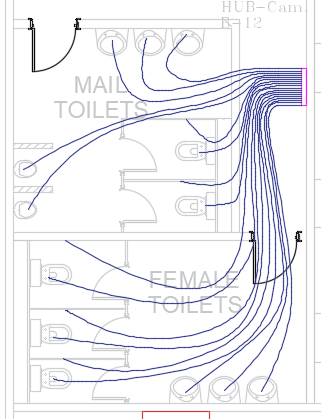 HUB-Cam.
B-12
MAIL
TOILETS
FEMALE
TOILETS